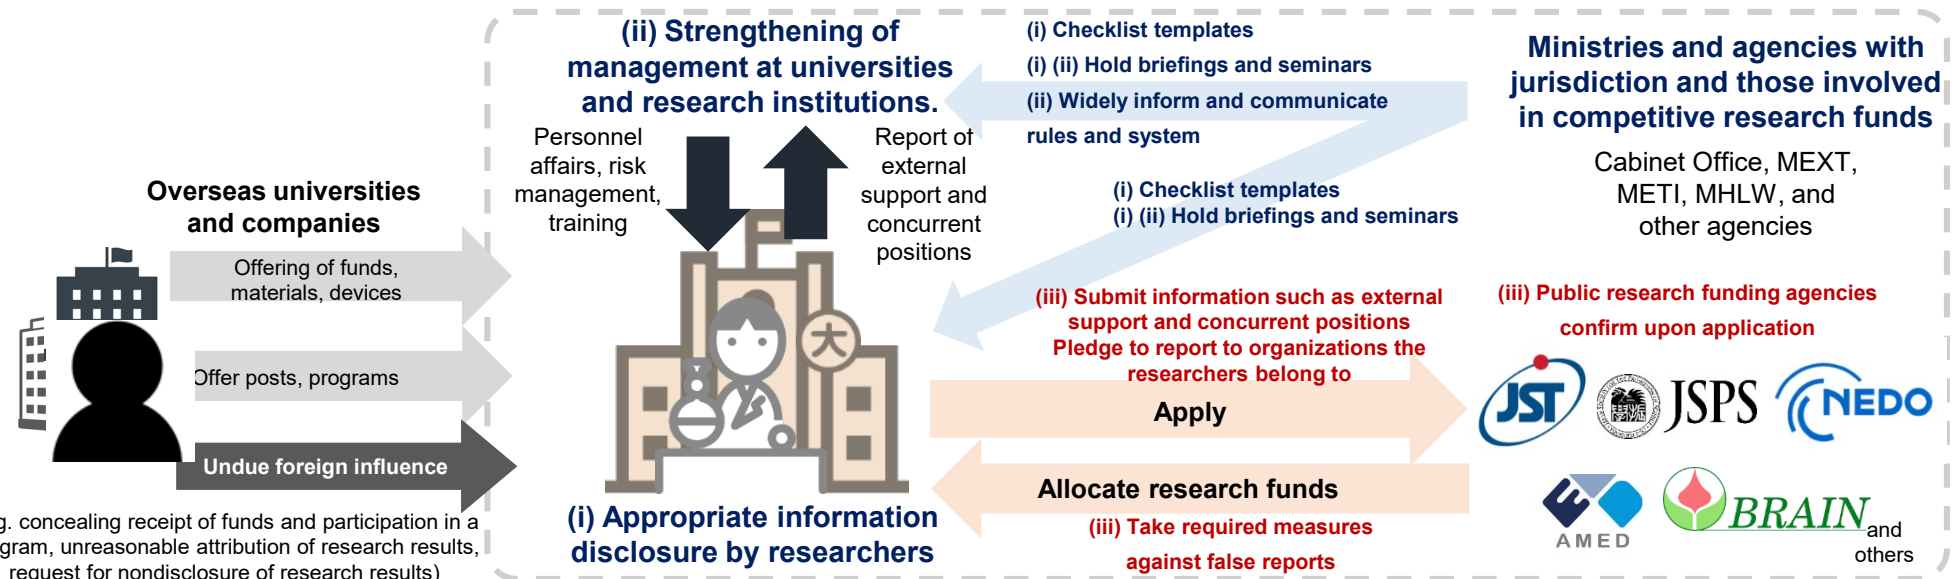 Overseas universities
and companies
Offering of funds,
materials, devices
Offer posts, programs
Undue foreign influence
g. concealing receipt of funds and participation in a
gram, unreasonable attribution of research results,
request for nondisclosure of research results)
(ii) Strengthening of
management at universities
and research institutions.
Personnel
affairs, risk
management,
training
Report of
external
support and
concurrent
positions
大
(i) Appropriate information
disclosure by researchers
(i) Checklist templates
(i) (ii) Hold briefings and seminars
(ii) Widely inform and communicate
rules and system
(i) Checklist templates
(i) (ii) Hold briefings and seminars
(iii) Submit information such as external
support and concurrent positions
Pledge to report to organizations the
researchers belong to
Apply
Allocate research funds
(iii) Take required measures
against false reports
Ministries and agencies with
jurisdiction and those involved
in competitive research funds
Cabinet Office, MEXT,
METI, MHLW, and
other agencies
(iii) Public research funding agencies
confirm upon application
JST
JSPS
NEDO
AMED
BRAIN
and
others